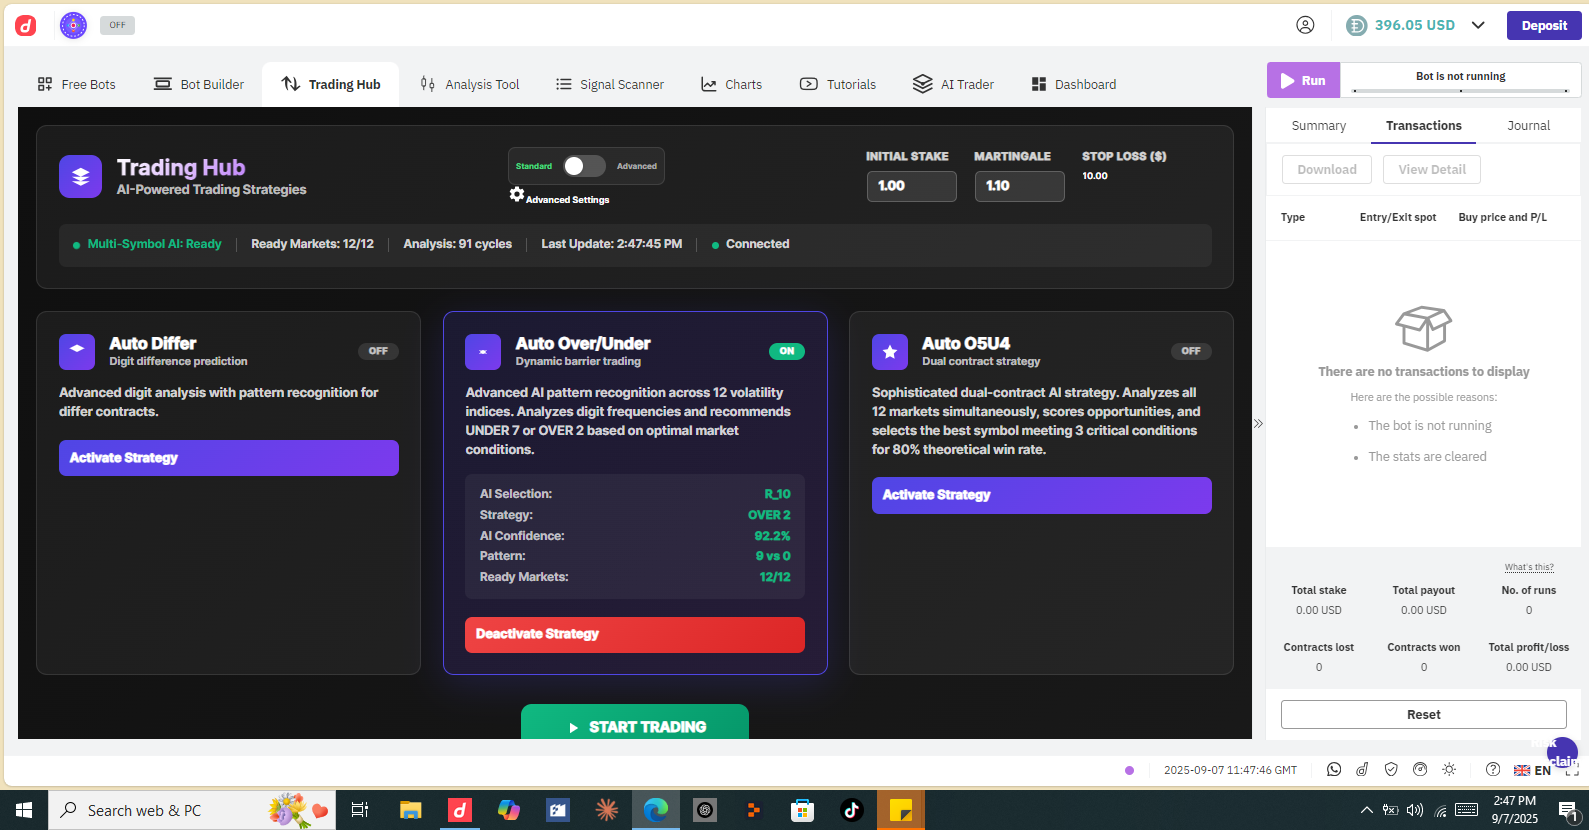 OFF
396.05 USD
Deposit
Free Bots
Bot Builder
Trading Hub
Analysis Tool
Signal Scanner
Charts
Tutorials
AI Trader
Dashboard
Run
Bot is not running
Trading Hub
AI-Powered Trading Strategies
Standard
Advanced
Advanced Settings
INITIAL STAKE
1.00
MARTINGALE
1.10
STOP LOSS ($)
10.00
Multi-Symbol AI: Ready
Ready Markets: 12/12
Analysis: 91 cycles
Last Update: 2:47:45 PM
Connected
Auto Differ
Digit difference prediction
OFF
Advanced digit analysis with pattern recognition for
differ contracts.
Activate Strategy
Auto Over/Under
Dynamic barrier trading
ON
Advanced AI pattern recognition across 12 volatility
indices. Analyzes digit frequencies and recommends
UNDER 7 or OVER 2 based on optimal market
conditions.
AI Selection: R_10
Strategy: OVER 2
AI Confidence: 92.2%
Pattern: 9 vs 0
Ready Markets: 12/12
Deactivate Strategy
Auto O5U4
Dual contract strategy
OFF
Sophisticated dual-contract AI strategy. Analyzes all
12 markets simultaneously, scores opportunities, and
selects the best symbol meeting 3 critical conditions
for 80% theoretical win rate.
Activate Strategy
START TRADING
Summary
Transactions
Journal
Download
View Detail
Type
Entry/Exit spot
Buy price and P/L
There are no transactions to display
Here are the possible reasons:
The bot is not running
The stats are cleared
What's this?
Total stake
0.00 USD
Total payout
0.00 USD
No. of runs
0
Contracts lost
0
Contracts won
0
Total profit/loss
0.00 USD
Reset
2025-09-07 11:47:46 GMT
EN
Search web & PC
2:47 PM
9/7/2025
1